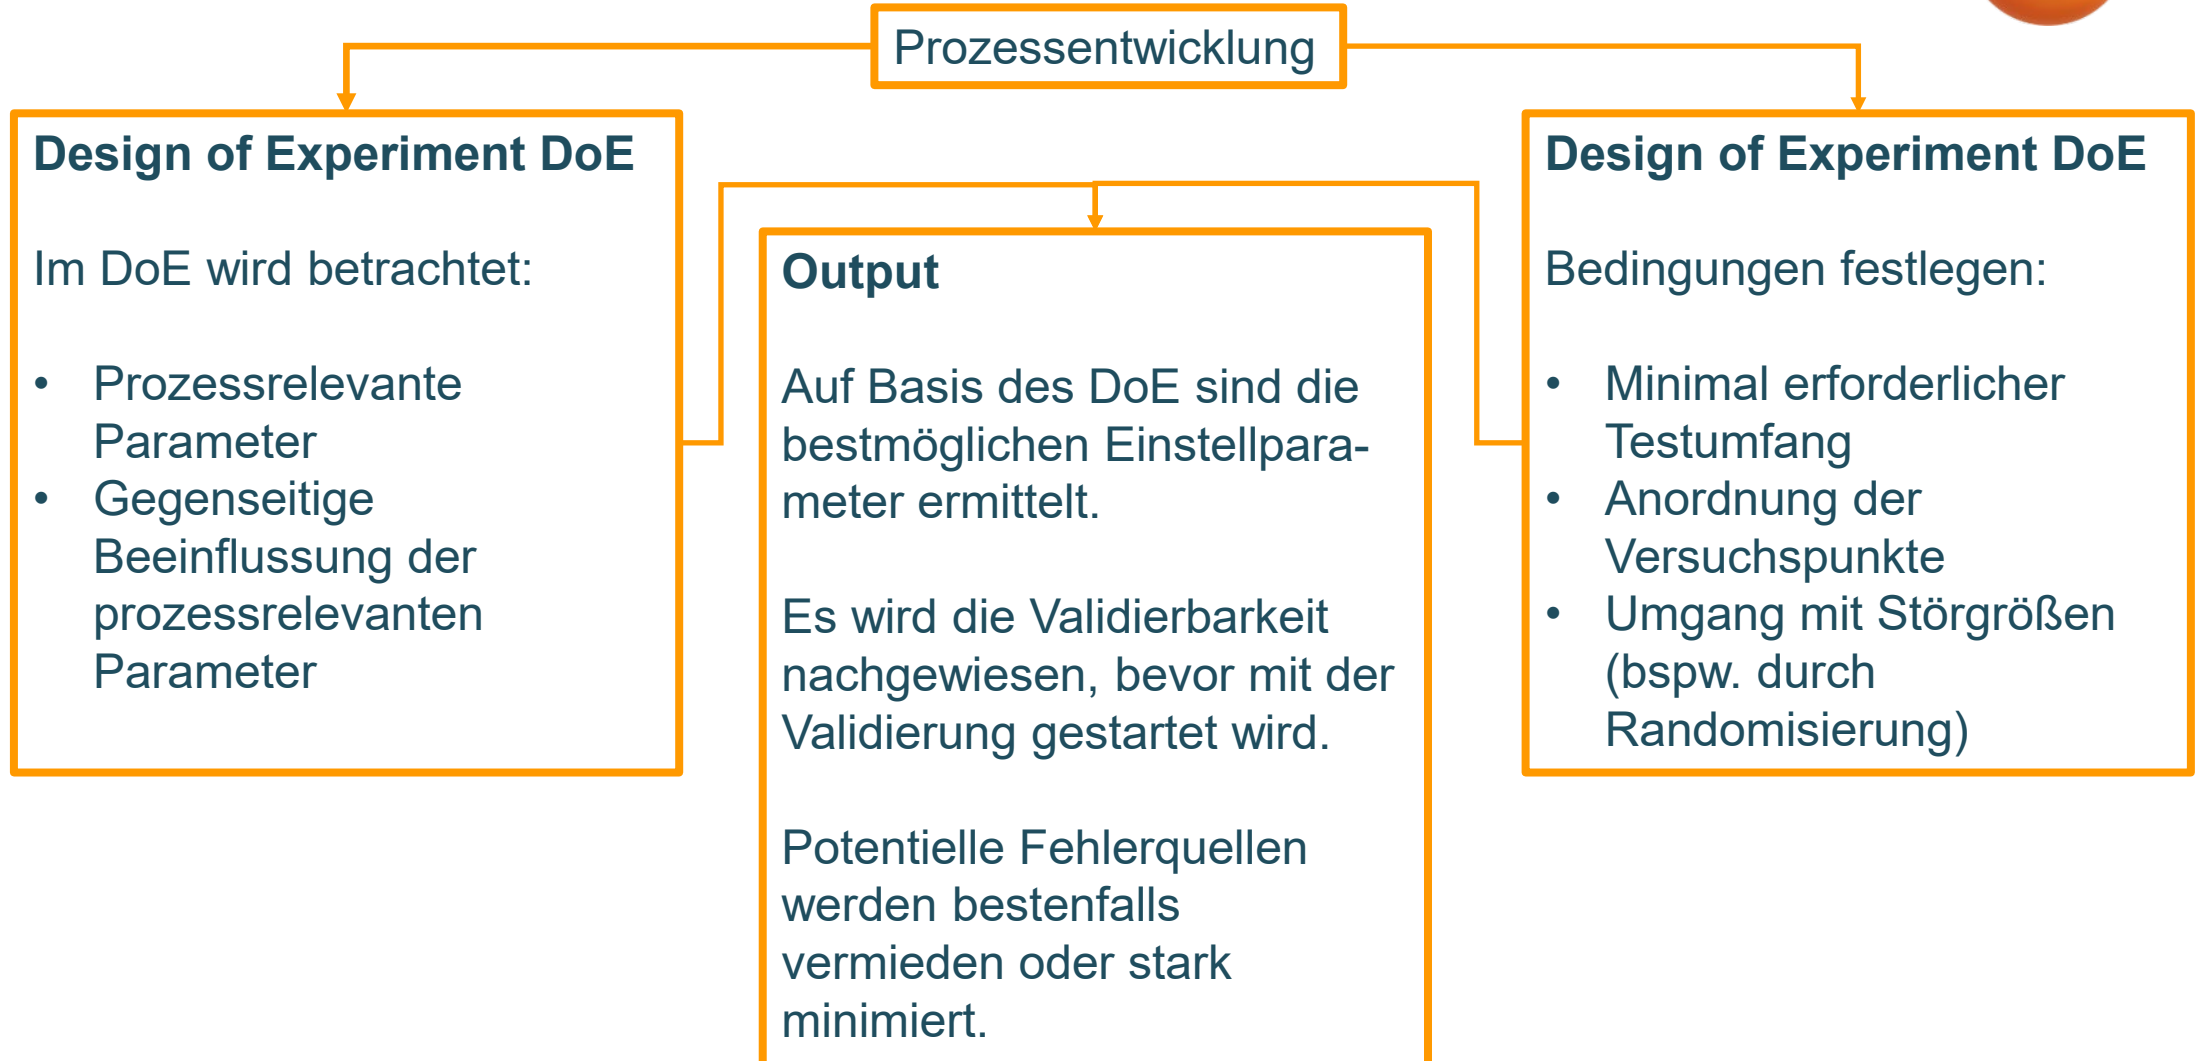 Prozessentwicklung
Design of Experiment DoE
Im DoE wird betrachtet:
• Prozessrelevante
Parameter
• Gegenseitige
Beeinflussung der
prozessrelevanten
Parameter
Output
Auf Basis des DoE sind die
bestmöglichen Einstellpara-
meter ermittelt.
Es wird die Validierbarkeit
nachgewiesen, bevor mit der
Validierung gestartet wird.
Potentielle Fehlerquellen
werden bestenfalls
vermieden oder stark
minimiert.
Design of Experiment DoE
Bedingungen festlegen:
• Minimal erforderlicher
Testumfang
• Anordnung der
Versuchspunkte
• Umgang mit Störgrößen
(bspw. durch
Randomisierung)